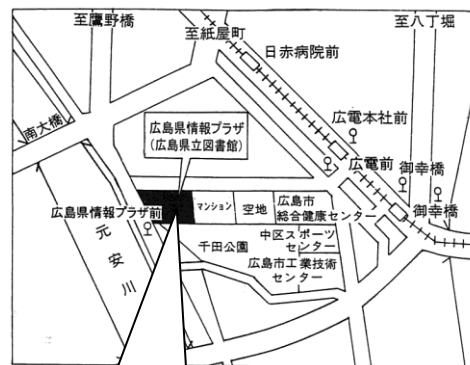 至鷹野橋
至紙屋町
至八丁堀
日赤病院前
南大橋
広島県情報プラザ
(広島県立図書館)
広電本社前
広電前
御幸橋
御幸橋
マンション
空地
広島市
総合健康センター
広島県情報プラザ前
元安川
千田公園
中区スポーツ
センター
広島市工業技術
センター